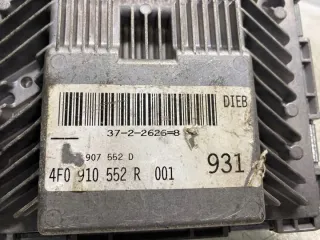 DIEB
37-2-2626=8
907 552 D
4F0 910 552 R 001 931